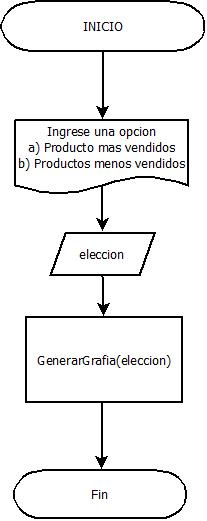 INICIO
Ingrese una opcion
a) Producto mas vendidos
b) Productos menos vendidos
eleccion
GenerarGrafia(eleccion)
Fin